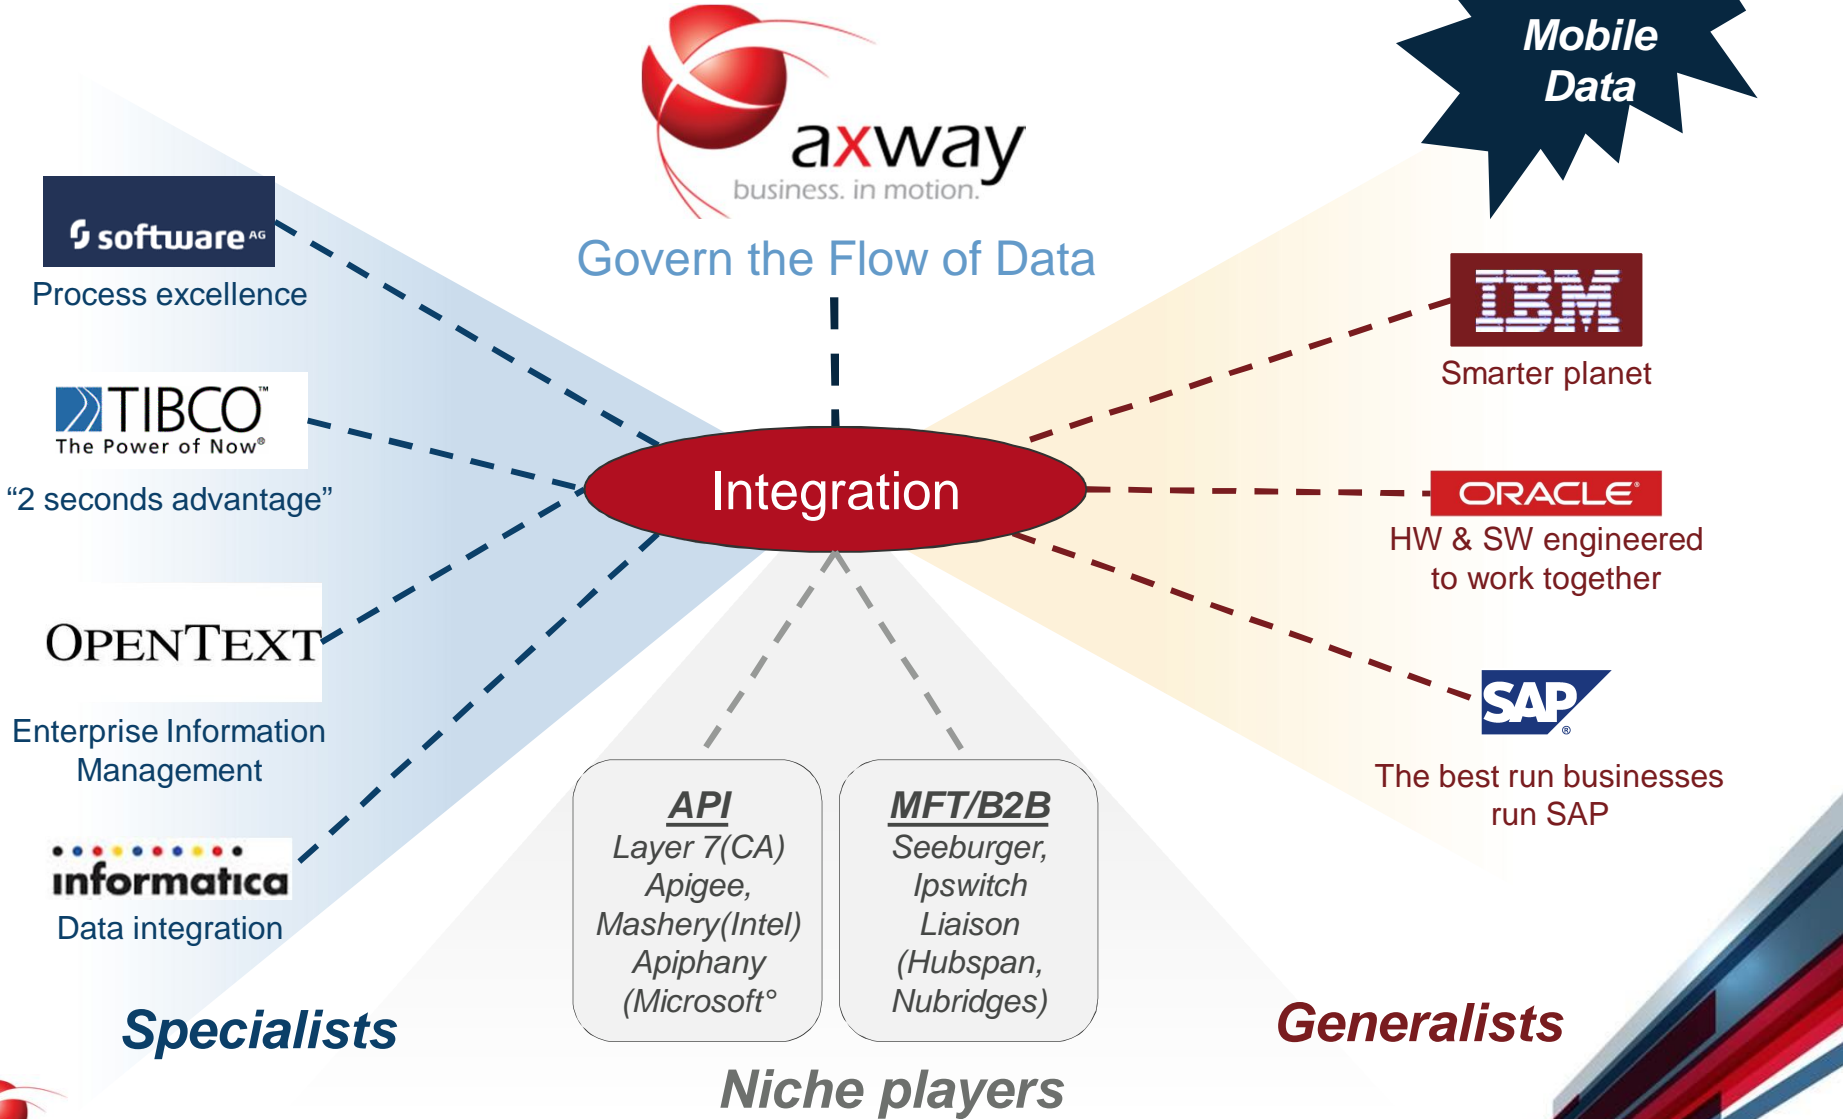 axway
business. in motion.
Govern the Flow of Data
Mobile
Data
software AG
Process excellence
TIBCO™
The Power of Now®
“2 seconds advantage”
OPENTEXT
Enterprise Information
Management
informatica
Data integration
Specialists
Integration
IBM
Smarter planet
ORACLE®
HW & SW engineered
to work together
SAP®
The best run businesses
run SAP
Generalists
API
Layer 7(CA)
Apigee,
Mashery(Intel)
Apiphany
(Microsoft°
MFT/B2B
Seeburger,
Ipswitch
Liaison
(Hubspan,
Nubridges)
Niche players